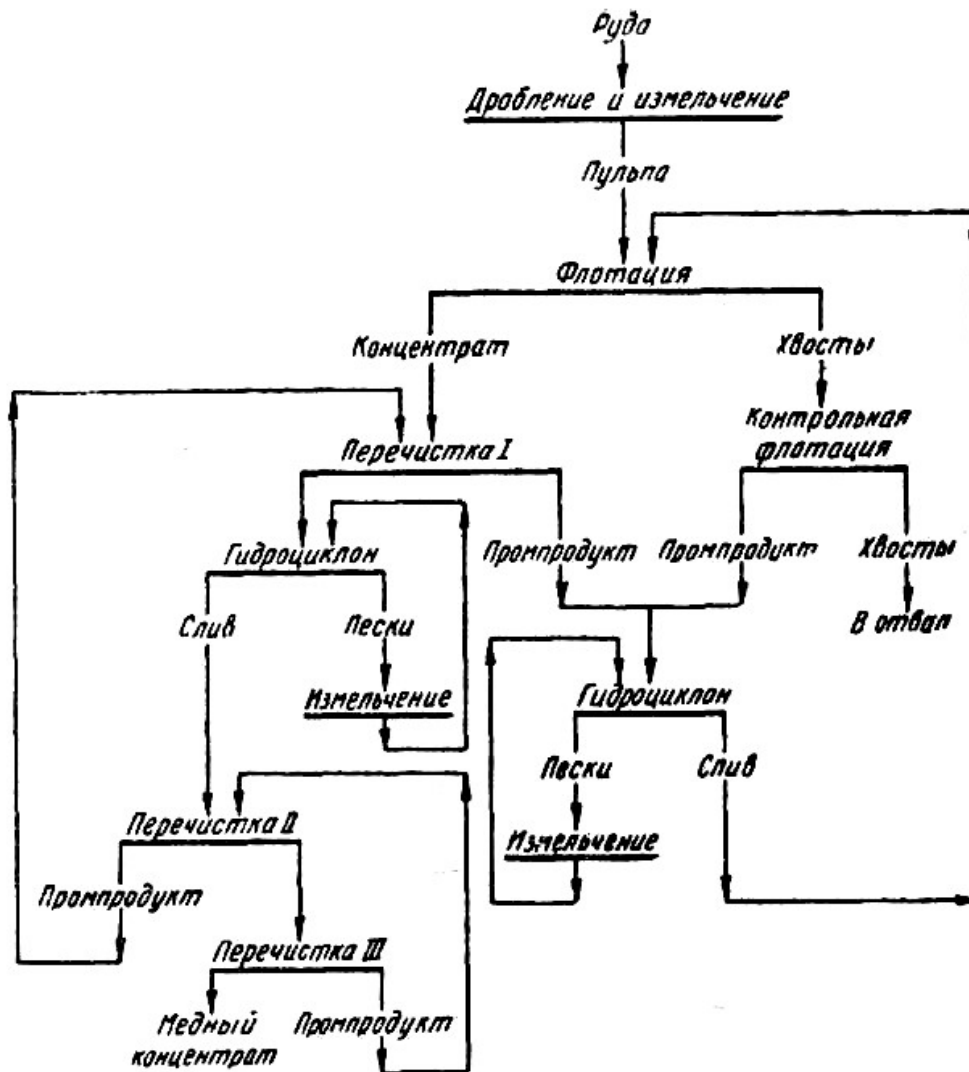 Руда
Дробление и измельчение
Пульпа
Флотация
Концентрат
Хвосты
Контрольная
флотация
Перечистка I
Гидроциклон
Промпродукт
Промпродукт
Хвосты
Слив
Пески
В отвал
Измельчение
Гидроциклон
Пески
Слив
Перечистка II
Измельчение
Промпродукт
Перечистка III
Медный
концентрат
Промпродукт